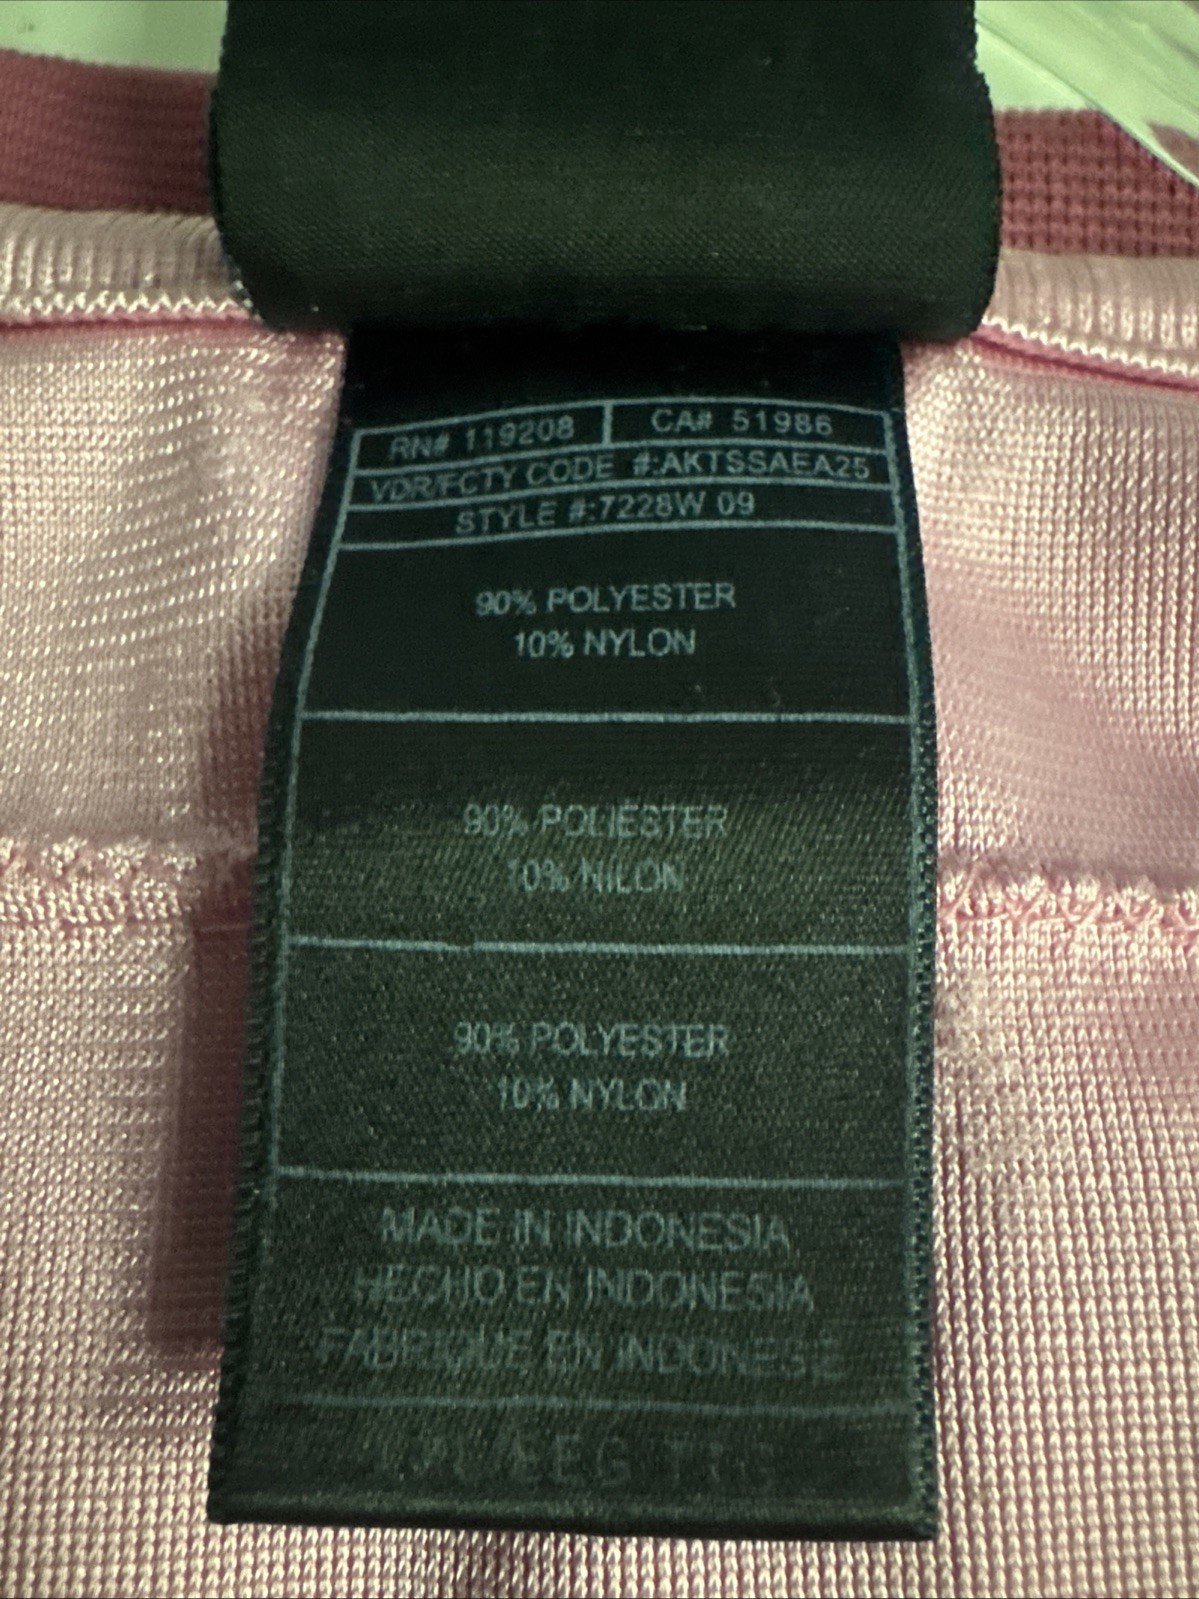 RN# 119208 CA# 51986
VDR/FCTY CODE #:AKTSSAEA25
STYLE #:7228W 09
90% POLYESTER
10% NYLON
90% POLIESTER
10% NILON
90% POLYESTER
10% NYLON
MADE IN INDONESIA
HECHO EN INDONESIA
FABRIQUE EN INDONESIE